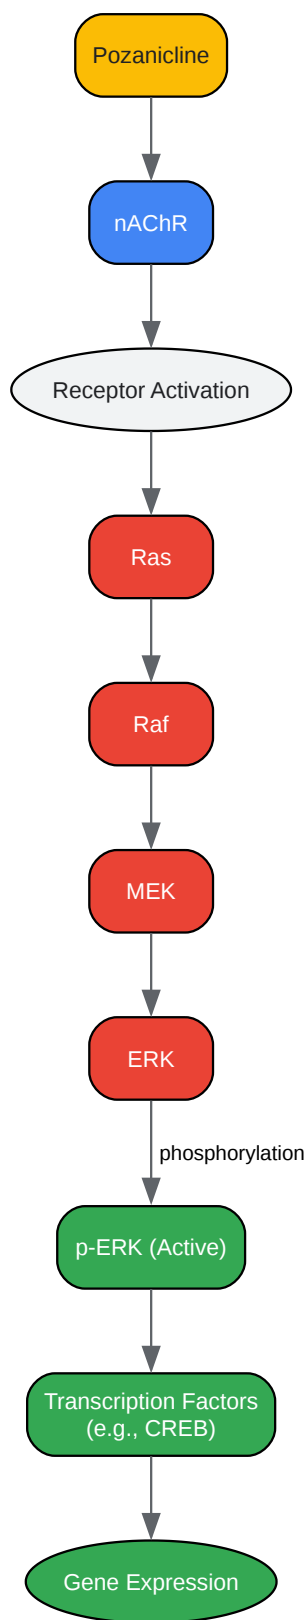 Pozanicline
nAChR
Receptor Activation
Ras
Raf
MEK
ERK
phosphorylation
p-ERK (Active)
Transcription Factors
(e.g., CREB)
Gene Expression